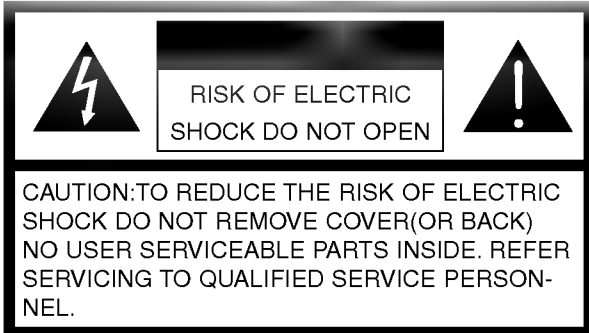 RISK OF ELECTRIC
SHOCK DO NOT OPEN
CAUTION:TO REDUCE THE RISK OF ELECTRIC
SHOCK DO NOT REMOVE COVER(OR BACK)
NO USER SERVICEABLE PARTS INSIDE. REFER
SERVICING TO QUALIFIED SERVICE PERSON-
NEL.